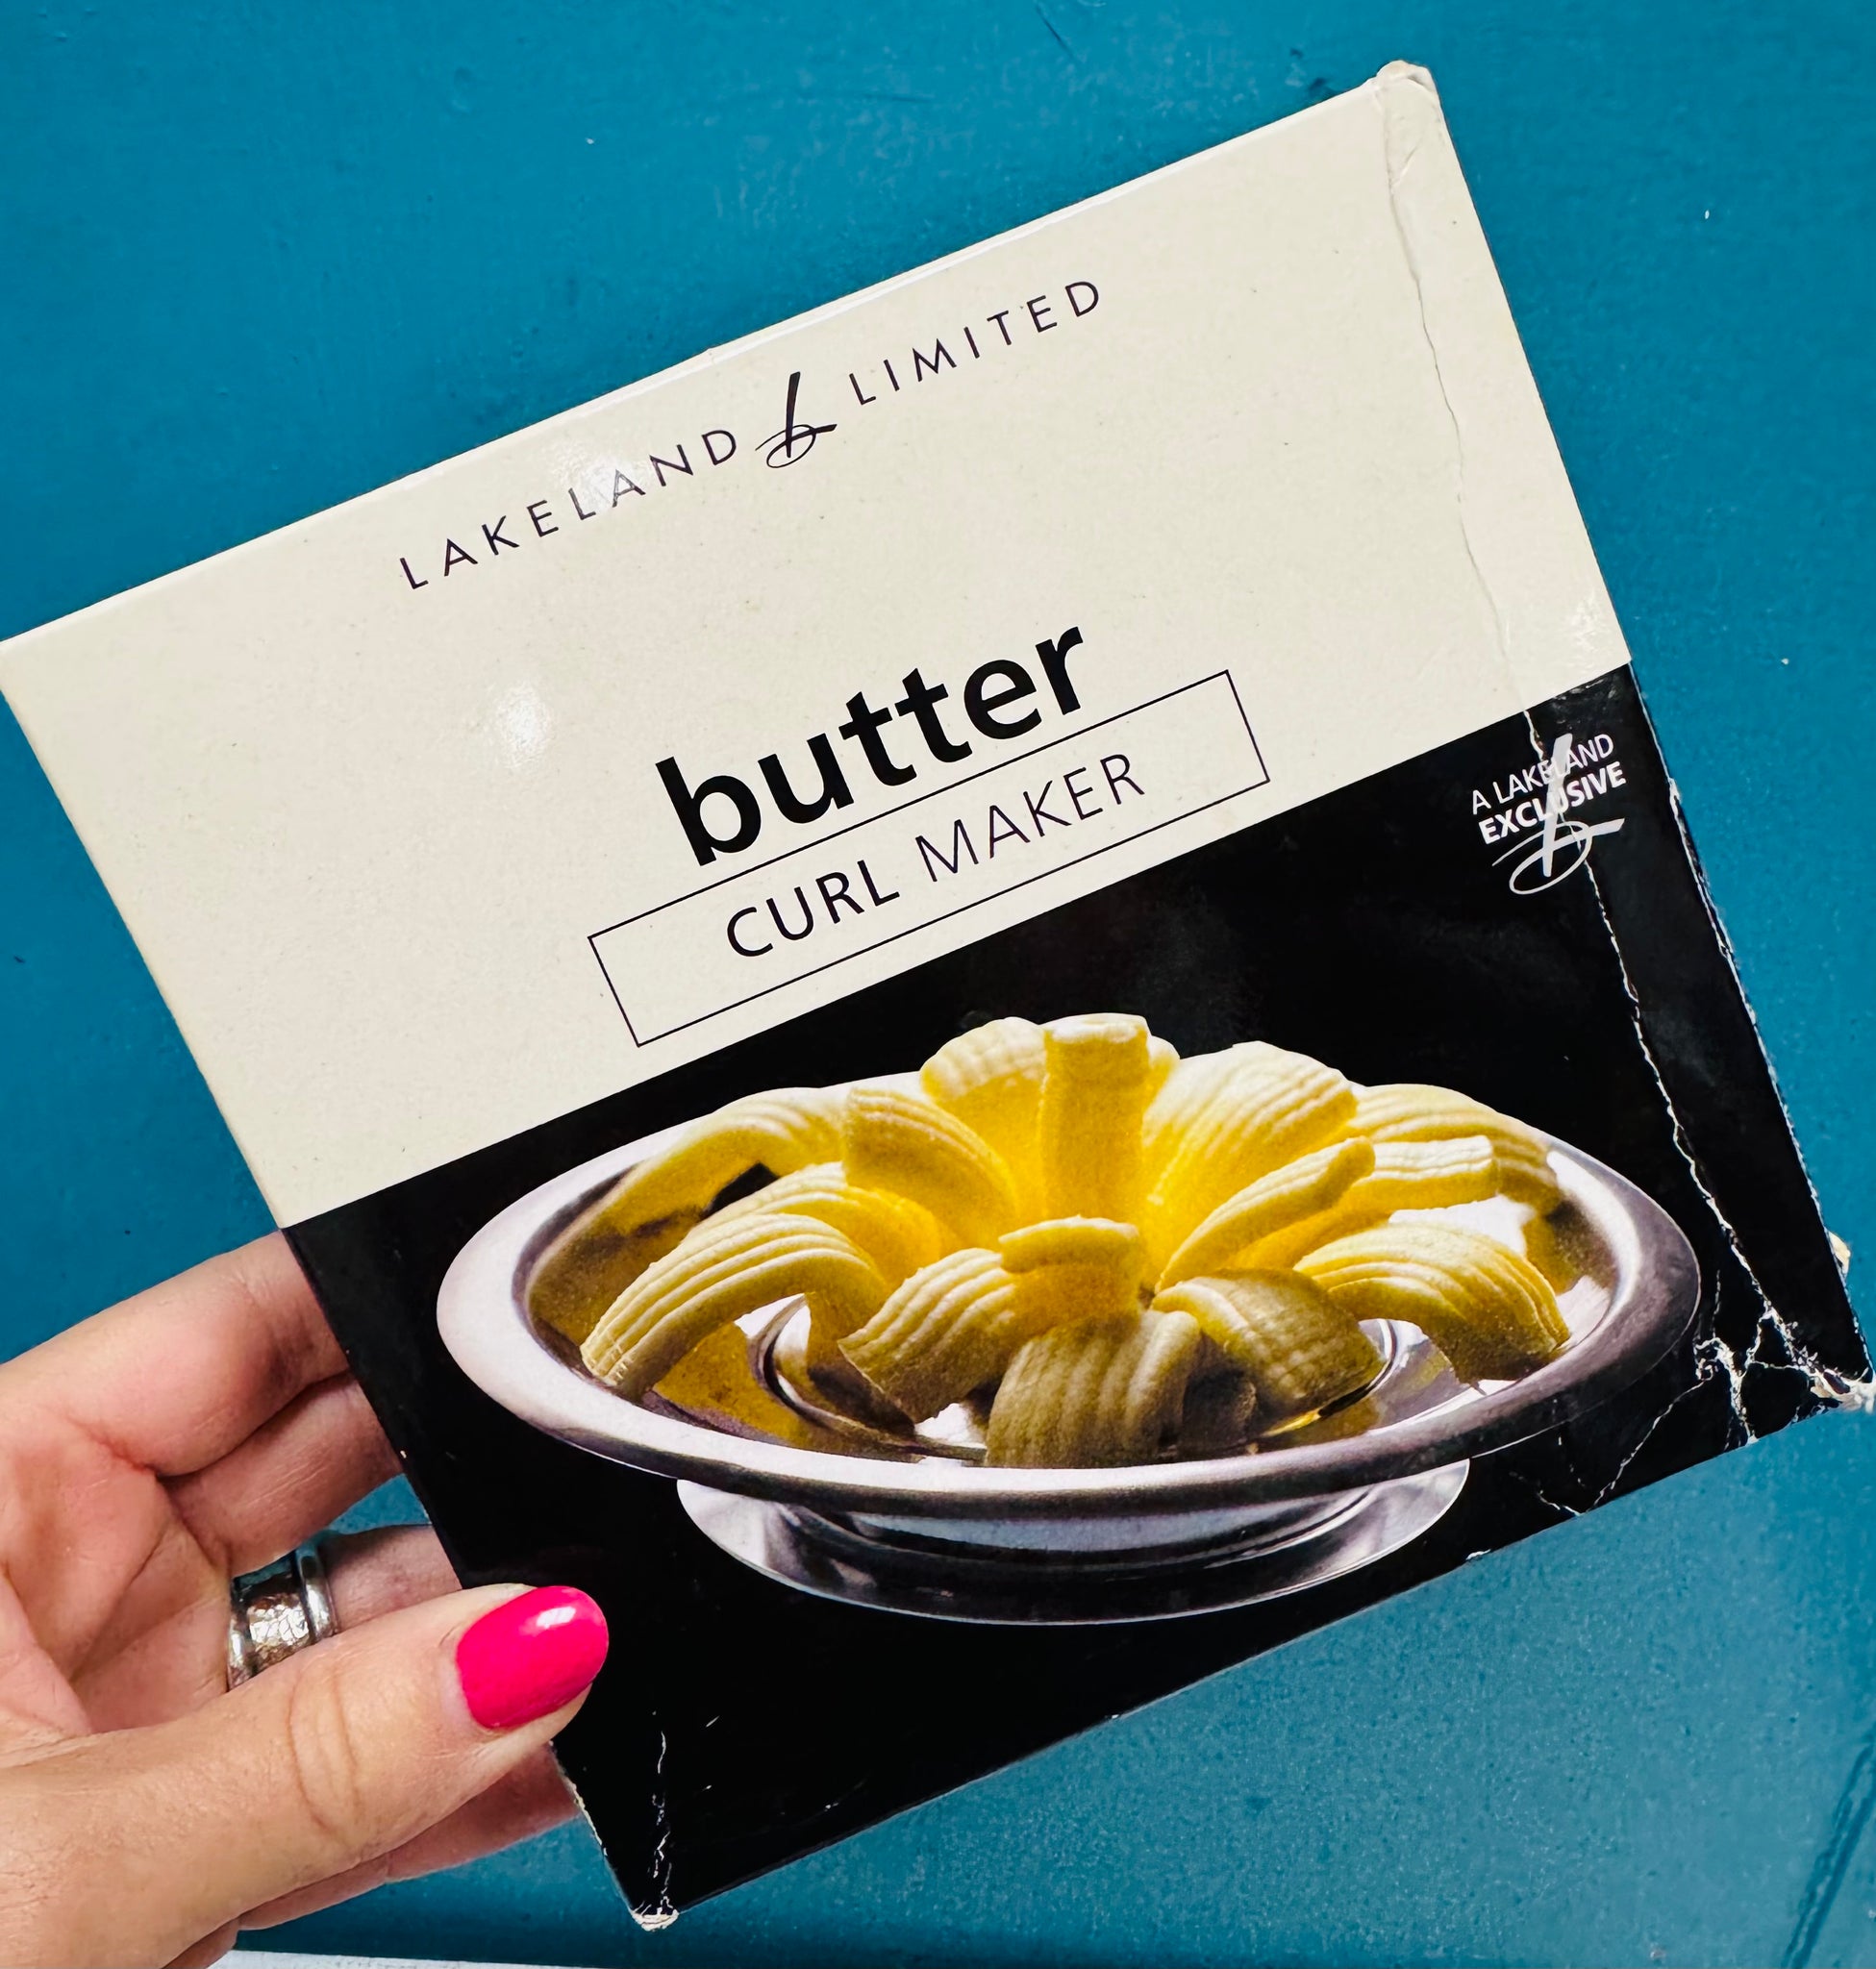 LAKELAND LIMITED
butter
CURL MAKER
A LAKELAND
EXCLUSIVE